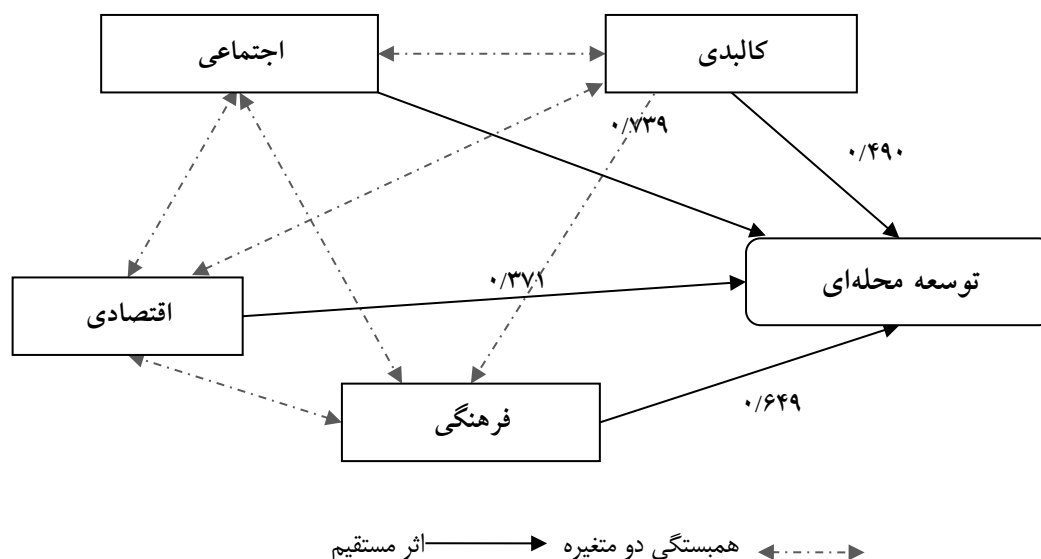 کالبدی
اجتماعی
۰/۷۳۹
۰/۴۹۰
توسعه محله‌ای
۰/۳۷۱
اقتصادی
۰/۶۴۹
فرهنگی
همبستگی دو متغیره
اثر مستقیم